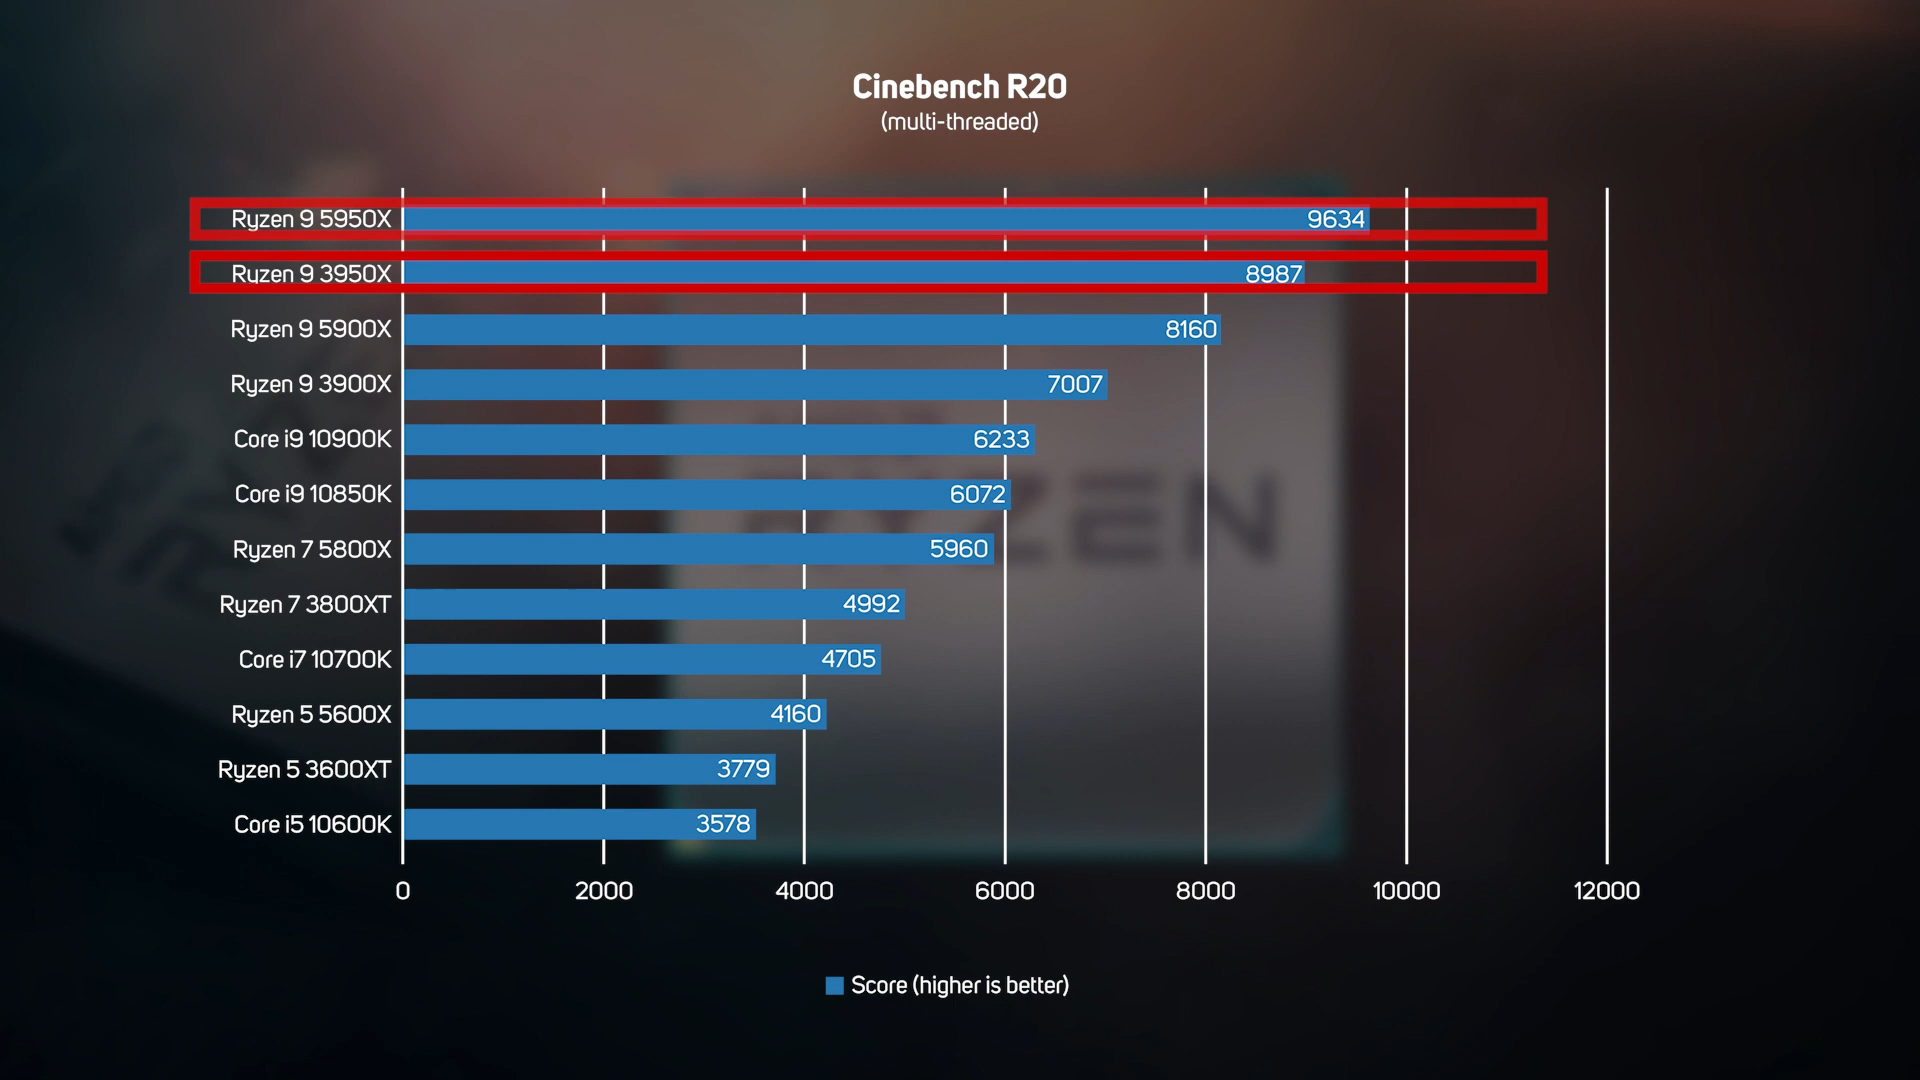 Cinebench R20
(multi-threaded)
Ryzen 9 5950X 9634
Ryzen 9 3950X 8987
Ryzen 9 5900X 8160
Ryzen 9 3900X 7007
Core i9 10900K 6233
Core i9 10850K 6072
Ryzen 7 5800X 5960
Ryzen 7 3800XT 4992
Core i7 10700K 4705
Ryzen 5 5600X 4160
Ryzen 5 3600XT 3779
Core i5 10600K 3578
0 2000 4000 6000 8000 10000 12000
Score (higher is better)
RYZEN